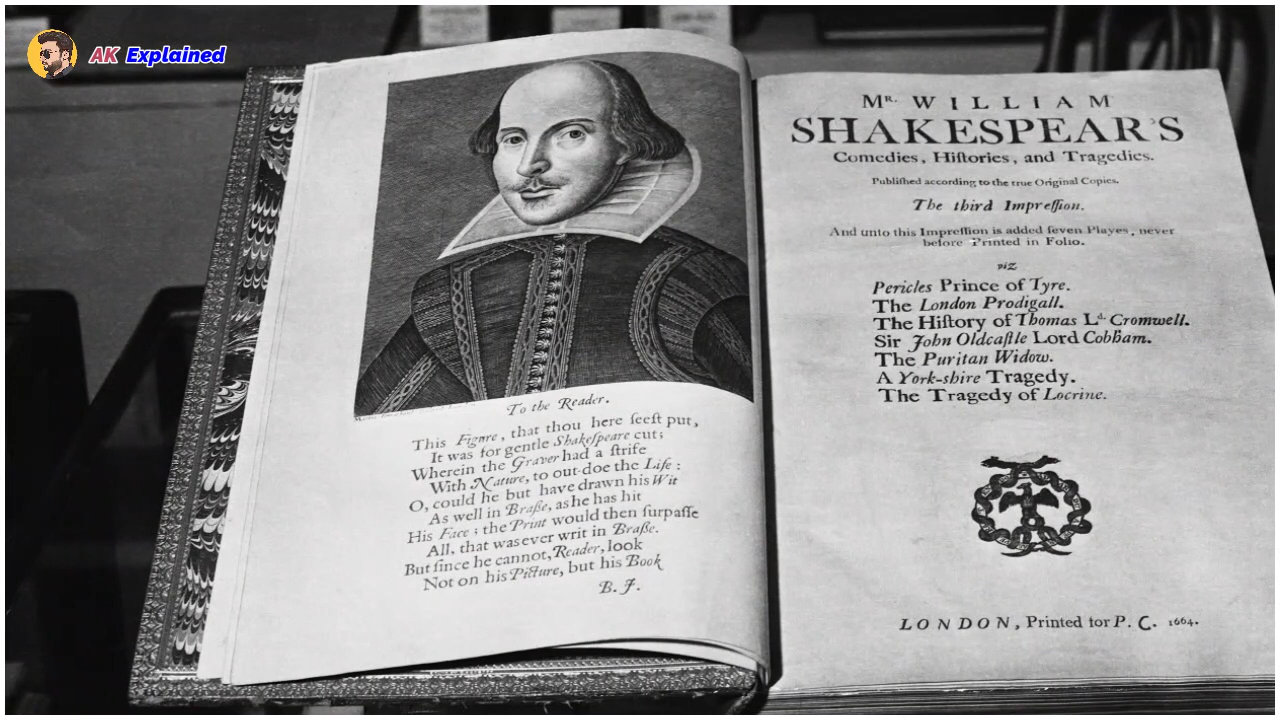 AK Explained
To the Reader.
This Figure, that thou here ſeeſt put,
It was for gentle Shakeſpeare cut;
Wherein the Graver had a ſtrife
With Nature, to out-doe the Life :
O, could he but have drawn his Wit
As well in Braſſe, as he has hit
His Face ; the Print would then ſurpaſſe
All, that was ever writ in Braſſe.
But ſince he cannot, Reader, look
Not on his Picture, but his Book
B. J.
Mr. WILLIAM
SHAKESPEAR'S
Comedies, Hiſtories, and Tragedies.
Publiſhed according to the true Original Copies.
The third Impreſſion.
And unto this Impreſſion is added ſeven Playes, never
before Printed in Folio.
viz.
Pericles Prince of Tyre.
The London Prodigall.
The Hiſtory of Thomas Ld. Cromwell.
Sir John Oldcaſtle Lord Cobham.
The Puritan Widow.
A York-shire Tragedy.
The Tragedy of Locrine.
LONDON, Printed for P. C. 1664.